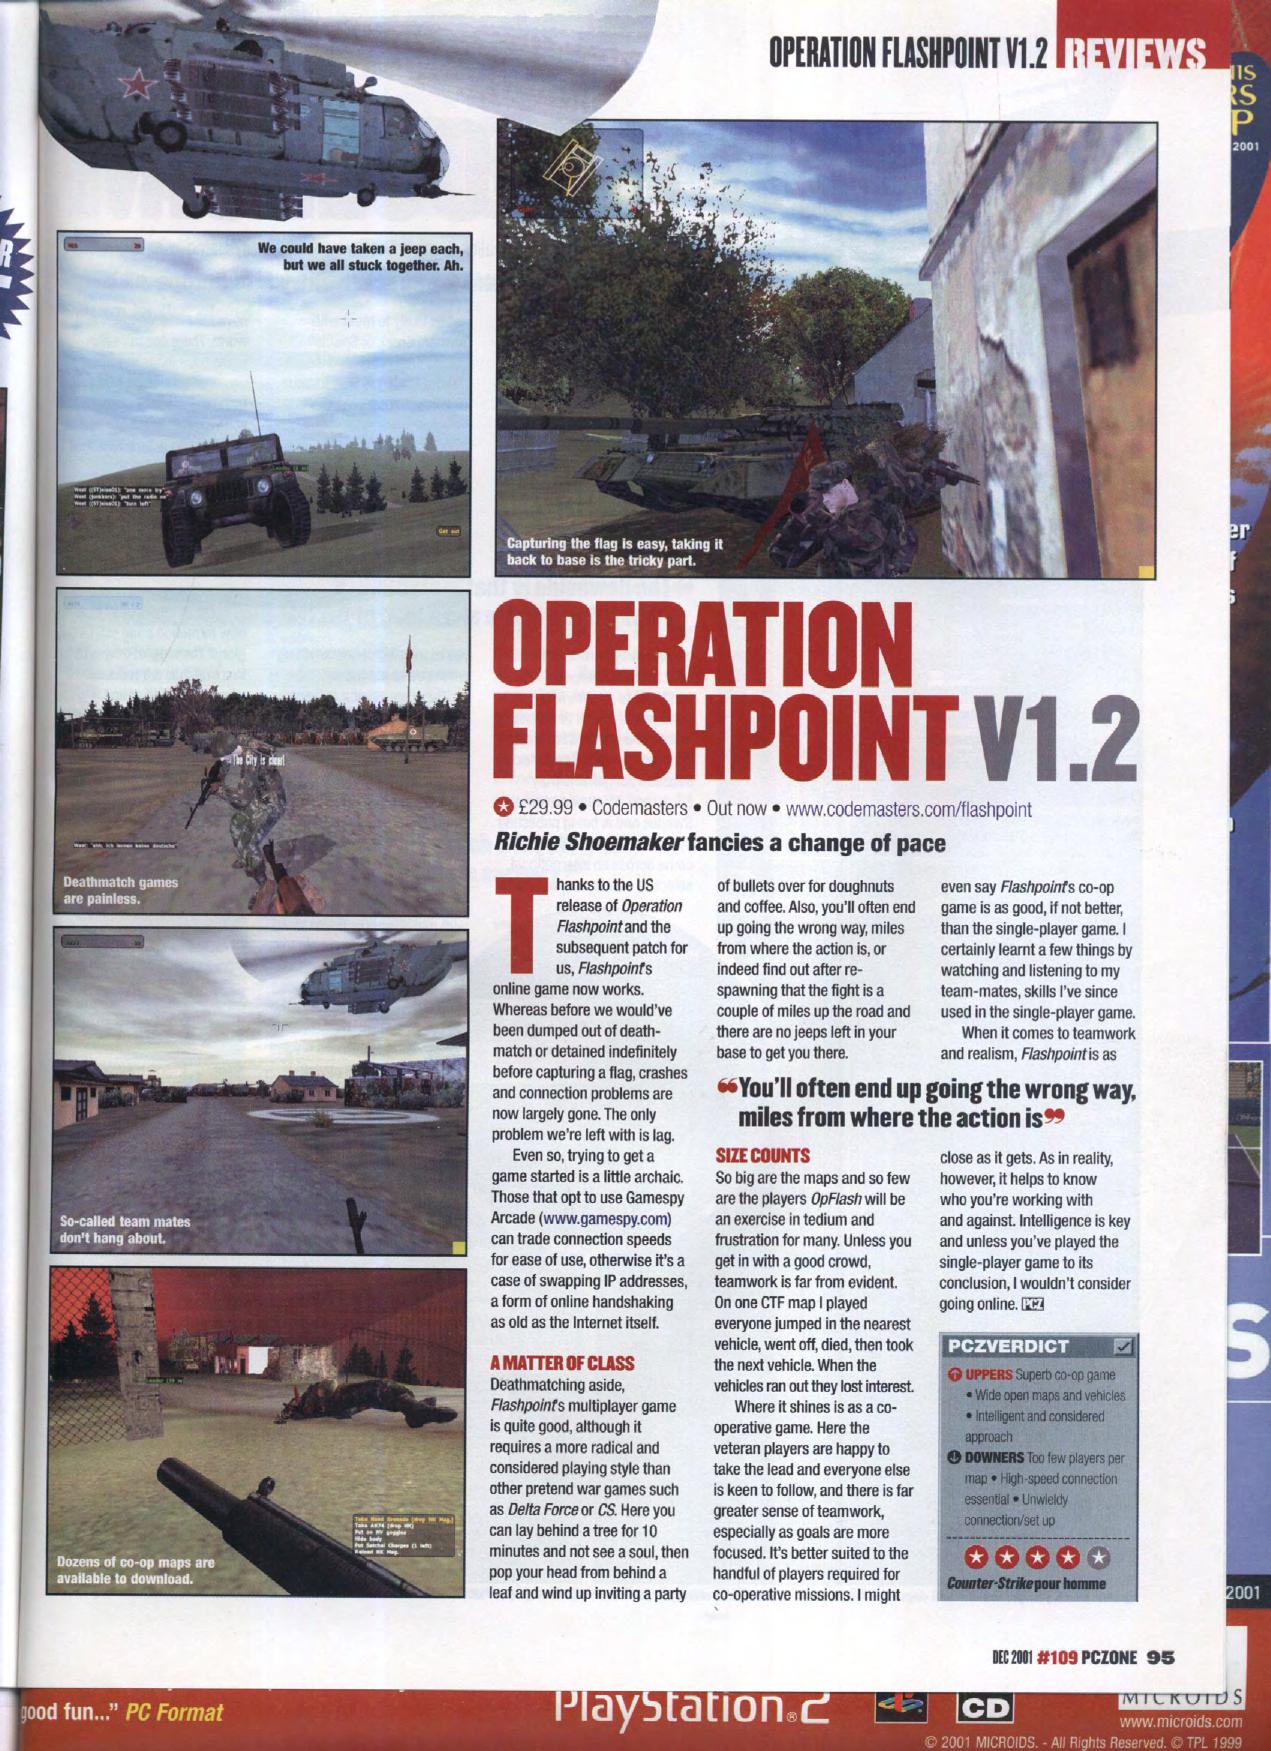 OPERATION FLASHPOINT V1.2 REVIEWS
We could have taken a jeep each,
but we all stuck together. Ah.
Get out
Capturing the flag is easy, taking it
back to base is the tricky part.
The City is clear!
Deathmatch games
are painless.
So-called team mates
don't hang about.
Dozens of co-op maps are
available to download.
OPERATION
FLASHPOINT V1.2
£29.99 • Codemasters • Out now • www.codemasters.com/flashpoint
Richie Shoemaker fancies a change of pace
Thanks to the US
release of Operation
Flashpoint and the
subsequent patch for
us, Flashpoint's
online game now works.
Whereas before we would've
been dumped out of death-
match or detained indefinitely
before capturing a flag, crashes
and connection problems are
now largely gone. The only
problem we're left with is lag.
Even so, trying to get a
game started is a little archaic.
Those that opt to use Gamespy
Arcade (www.gamespy.com)
can trade connection speeds
for ease of use, otherwise it's a
case of swapping IP addresses,
a form of online handshaking
as old as the Internet itself.
A MATTER OF CLASS
Deathmatching aside,
Flashpoint's multiplayer game
is quite good, although it
requires a more radical and
considered playing style than
other pretend war games such
as Delta Force or CS. Here you
can lay behind a tree for 10
minutes and not see a soul, then
pop your head from behind a
leaf and wind up inviting a party
of bullets over for doughnuts
and coffee. Also, you'll often end
up going the wrong way, miles
from where the action is, or
indeed find out after re-
spawning that the fight is a
couple of miles up the road and
there are no jeeps left in your
base to get you there.
“You'll often end up going the wrong way,
miles from where the action is”
SIZE COUNTS
So big are the maps and so few
are the players OpFlash will be
an exercise in tedium and
frustration for many. Unless you
get in with a good crowd,
teamwork is far from evident.
On one CTF map I played
everyone jumped in the nearest
vehicle, went off, died, then took
the next vehicle. When the
vehicles ran out they lost interest.
Where it shines is as a co-
operative game. Here the
veteran players are happy to
take the lead and everyone else
is keen to follow, and there is far
greater sense of teamwork,
especially as goals are more
focused. It's better suited to the
handful of players required for
co-operative missions. I might
even say Flashpoint's co-op
game is as good, if not better,
than the single-player game. I
certainly learnt a few things by
watching and listening to my
team-mates, skills I've since
used in the single-player game.
When it comes to teamwork
and realism, Flashpoint is as
close as it gets. As in reality,
however, it helps to know
who you're working with
and against. Intelligence is key
and unless you've played the
single-player game to its
conclusion, I wouldn't consider
going online. PCZ
PCZVERDICT
UPPERS Superb co-op game
• Wide open maps and vehicles
• Intelligent and considered
approach
DOWNERS Too few players per
map • High-speed connection
essential • Unwieldy
connection/set up
Counter-Strike pour homme
DEC 2001 #109 PCZONE 95
2001
2001
good fun..." PC Format
PlayStation®2
CD
MICROIDS
www.microids.com
© 2001 MICROIDS. - All Rights Reserved. © TPL 1999